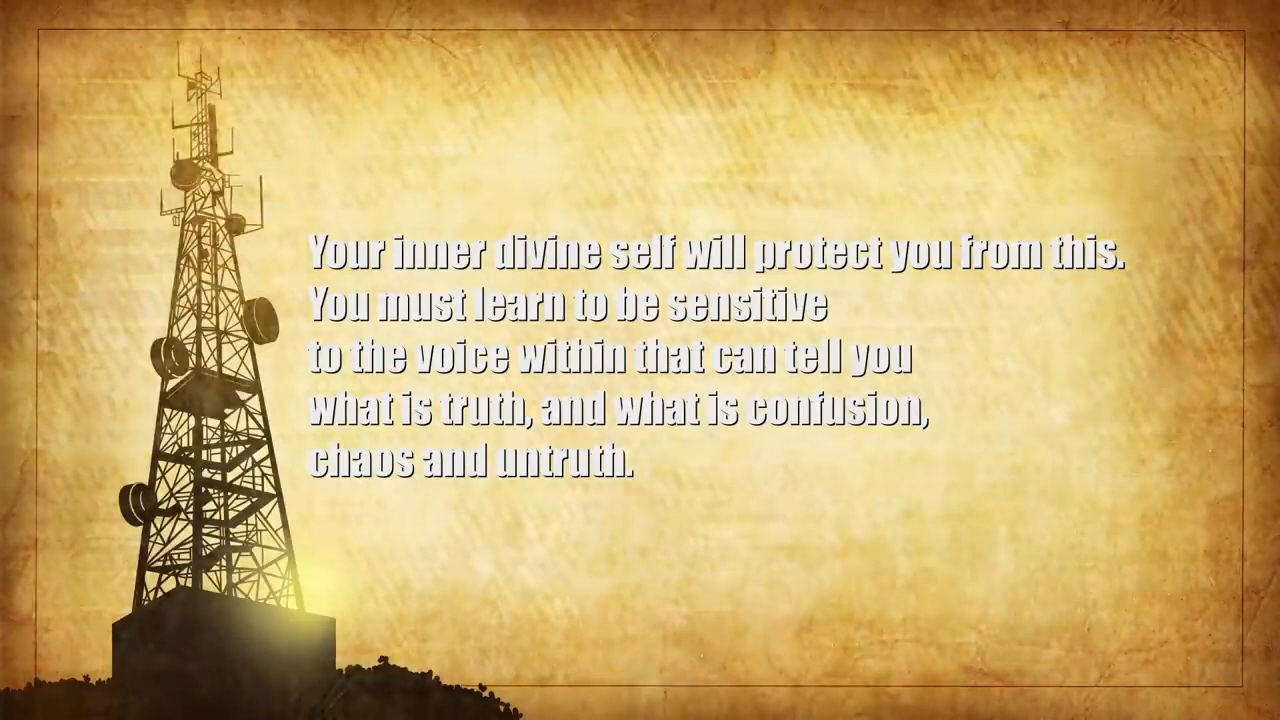 Your inner divine self will protect you from this.
You must learn to be sensitive
to the voice within that can tell you
what is truth, and what is confusion,
chaos and untruth.